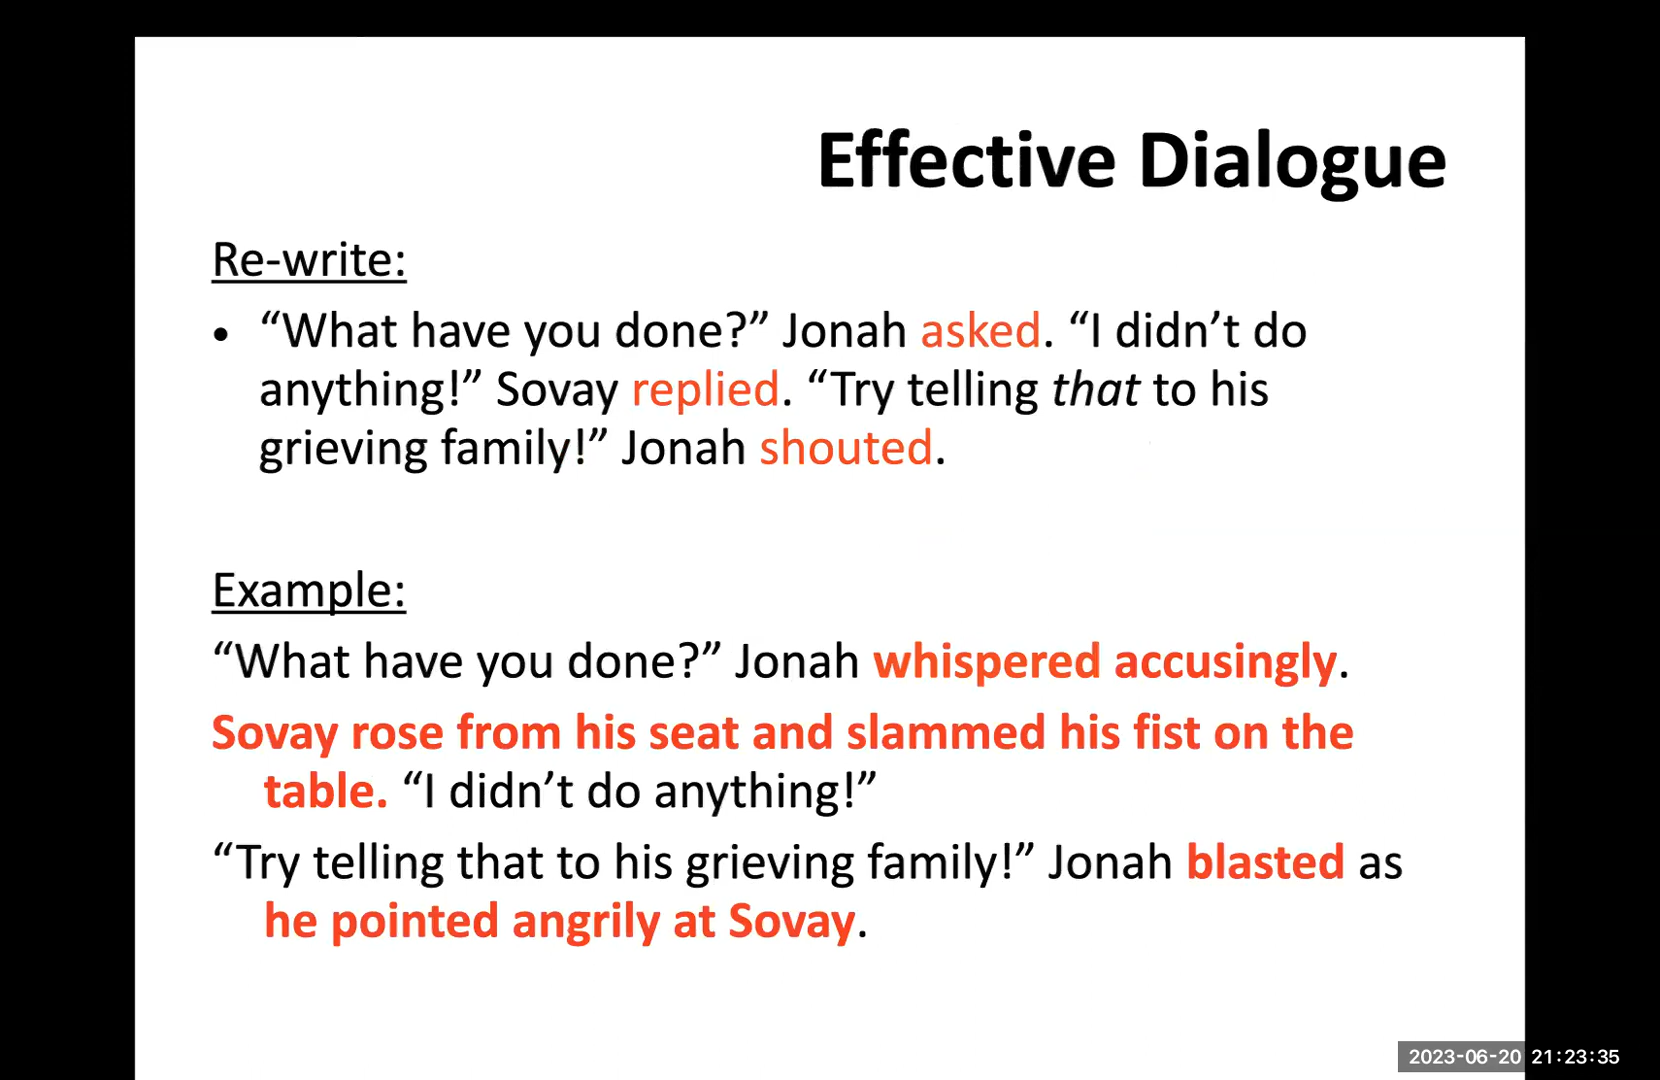 Effective Dialogue
Re-write:
• “What have you done?” Jonah asked. “I didn’t do
anything!” Sovay replied. “Try telling that to his
grieving family!” Jonah shouted.
Example:
“What have you done?” Jonah whispered accusingly.
Sovay rose from his seat and slammed his fist on the
table. “I didn’t do anything!”
“Try telling that to his grieving family!” Jonah blasted as
he pointed angrily at Sovay.
2023-06-20 21:23:35